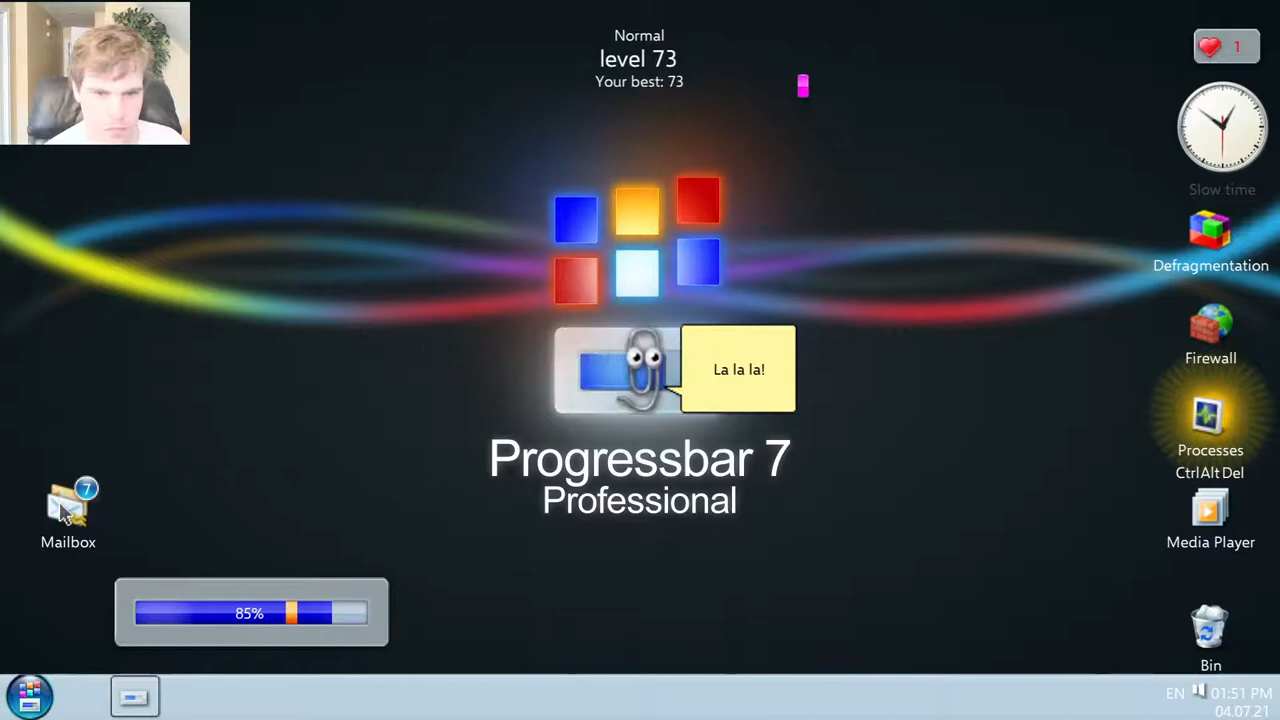 Normal
level 73
Your best: 73
1
Slow time
Defragmentation
Firewall
La la la!
Processes
CtrlAltDel
Progressbar 7
Professional
7
Mailbox
Media Player
85%
Bin
EN 01:51 PM
04.07.21